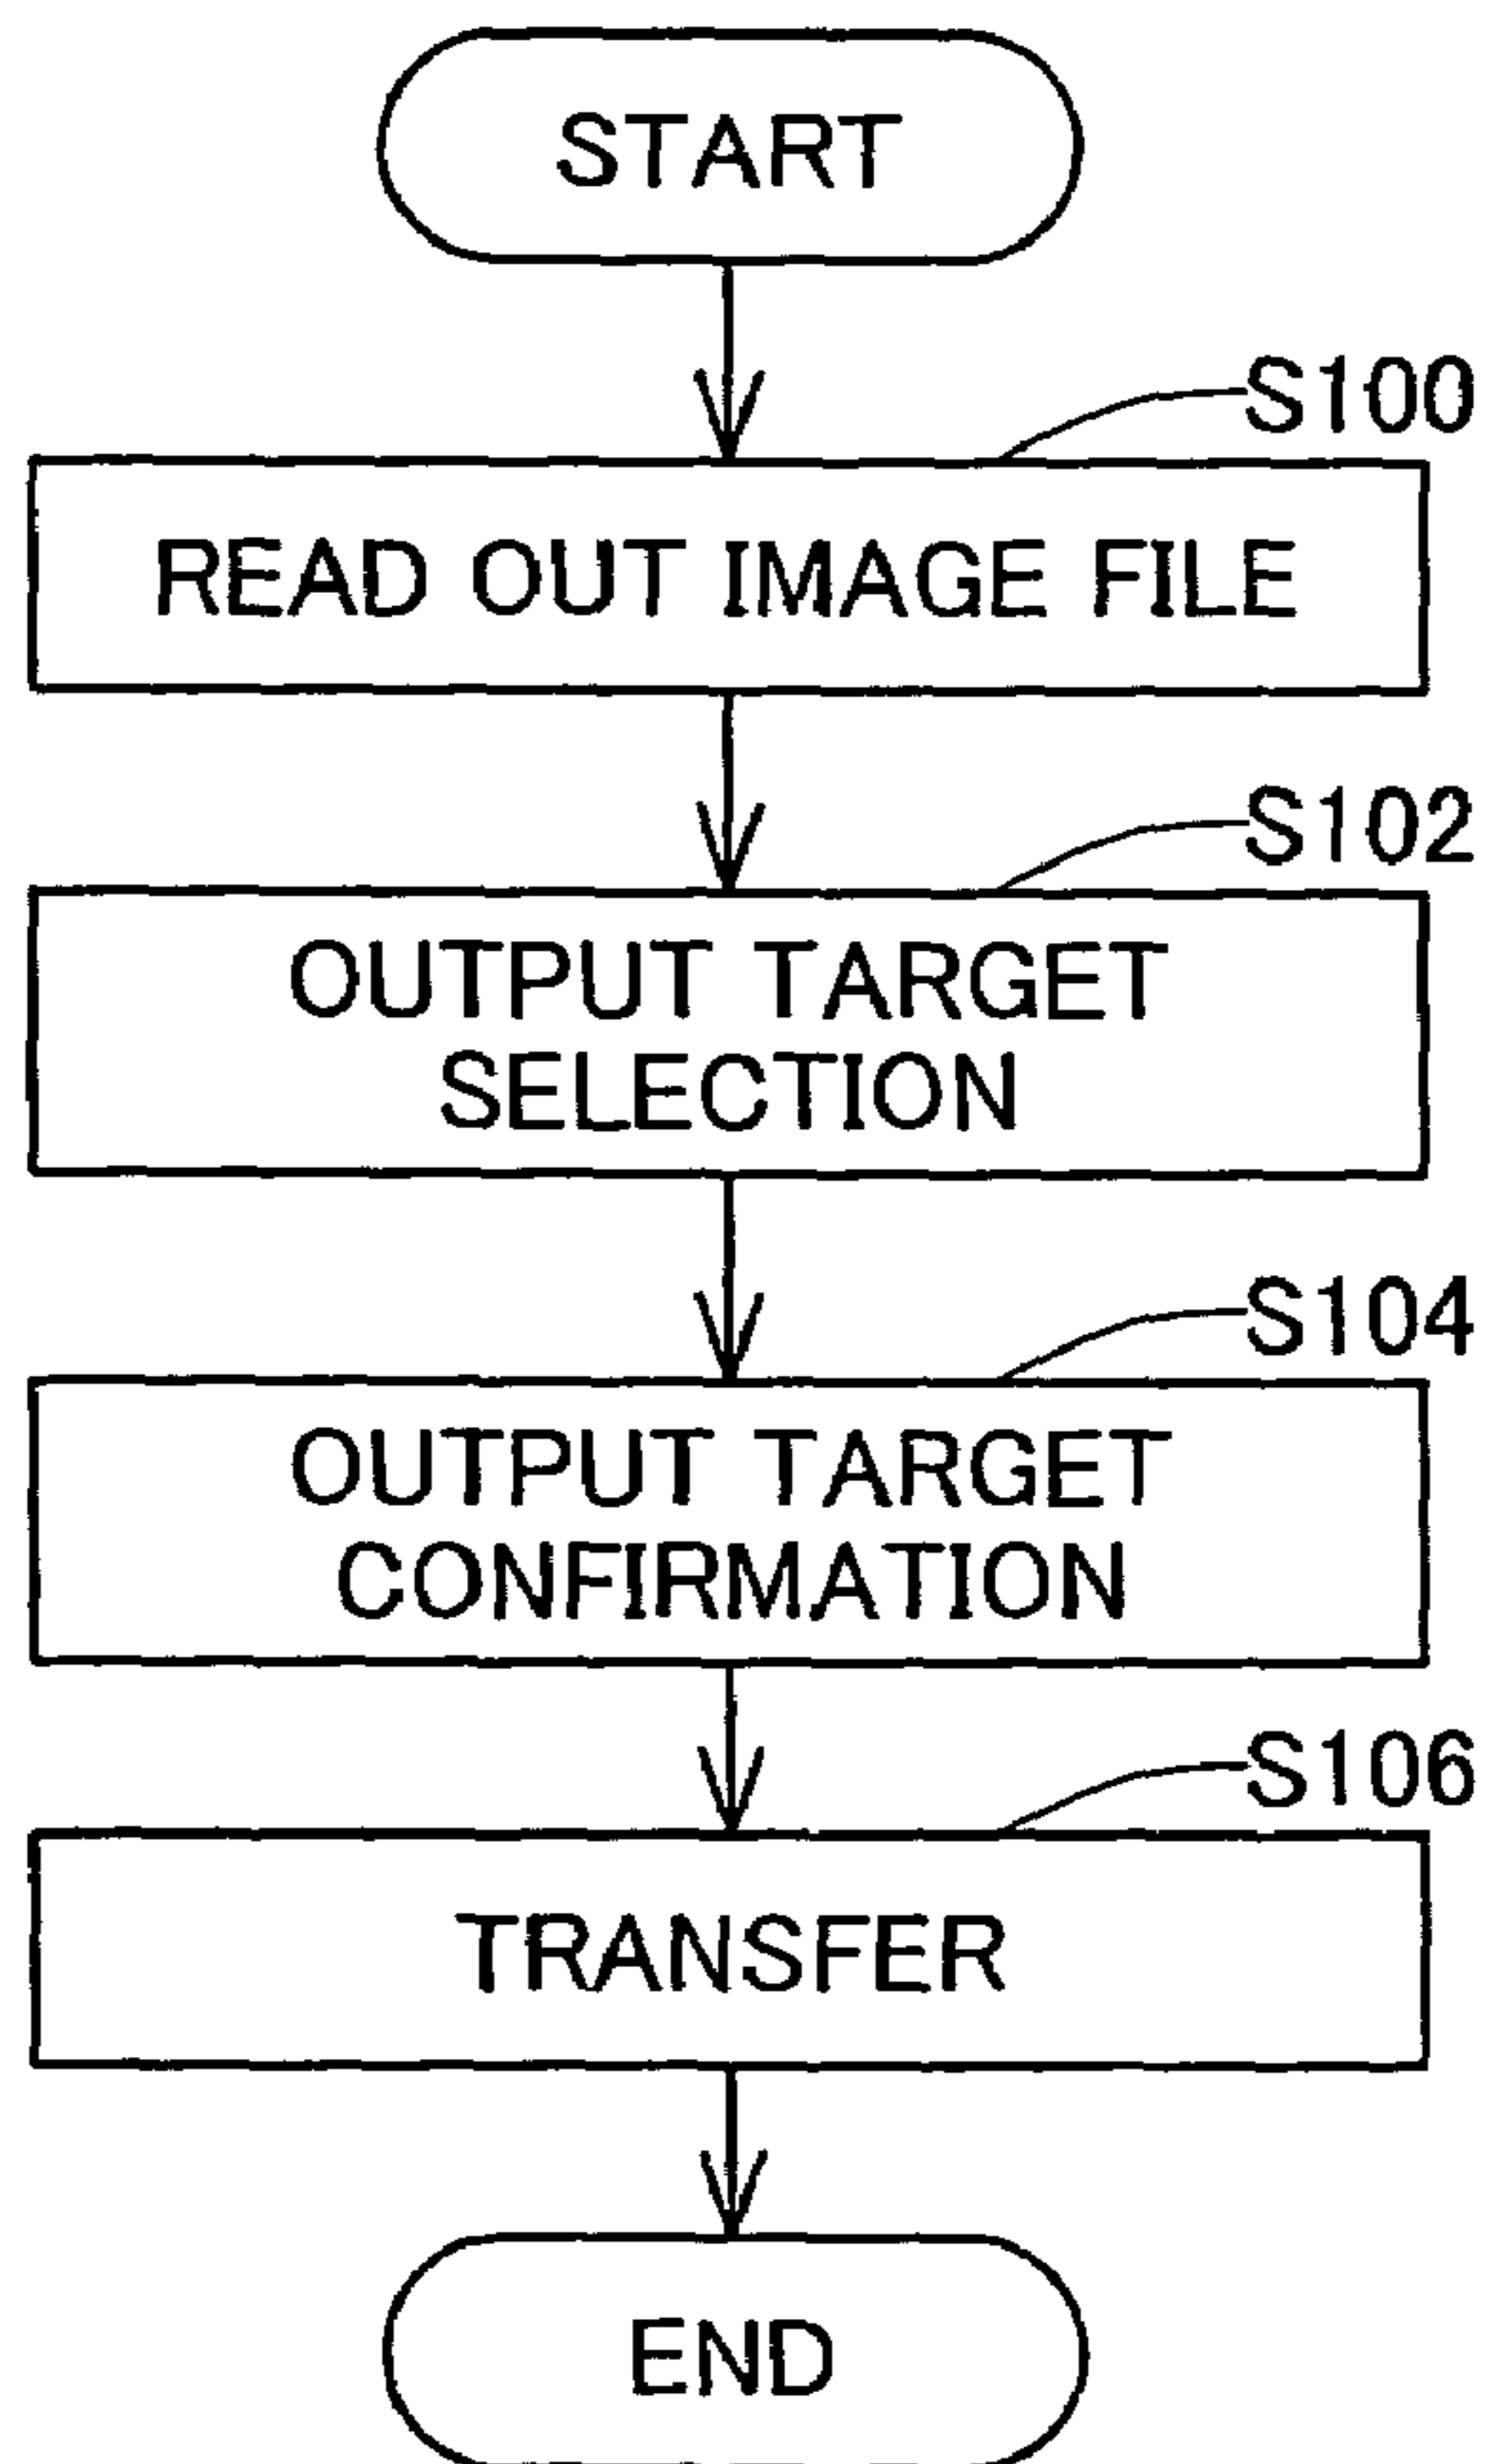 START
S100
READ OUT IMAGE FILE
S102
OUTPUT TARGET
SELECTION
S104
OUTPUT TARGET
CONFIRMATION
S106
TRANSFER
END